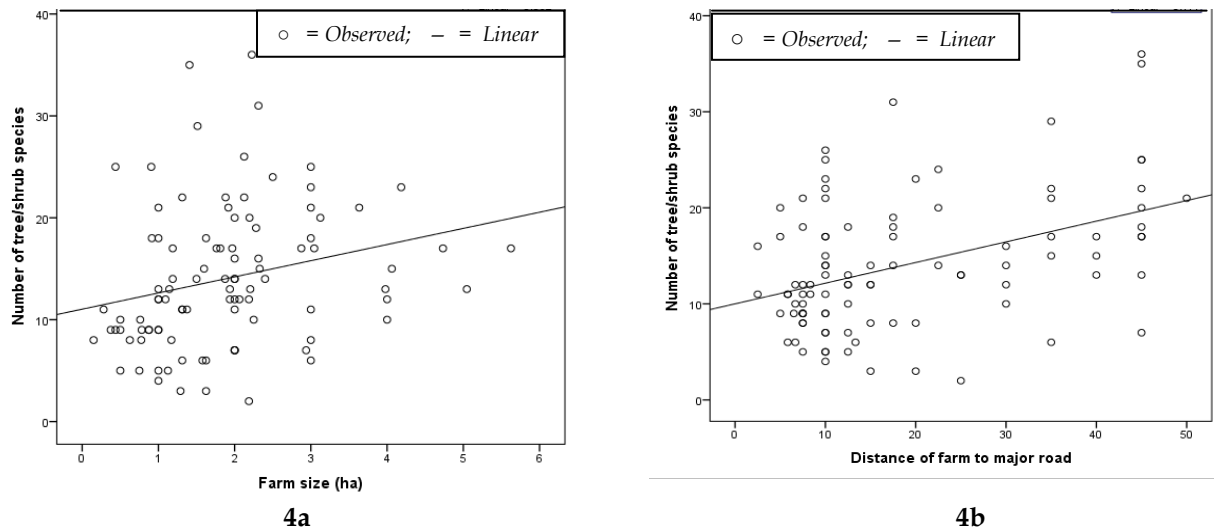 ○ = Observed; – = Linear
Number of tree/shrub species
40
30
20
10
0
0 1 2 3 4 5 6
Farm size (ha)
4a
○ = Observed; – = Linear
Number of tree/shrub species
40
30
20
10
0
0 10 20 30 40 50
Distance of farm to major road
4b